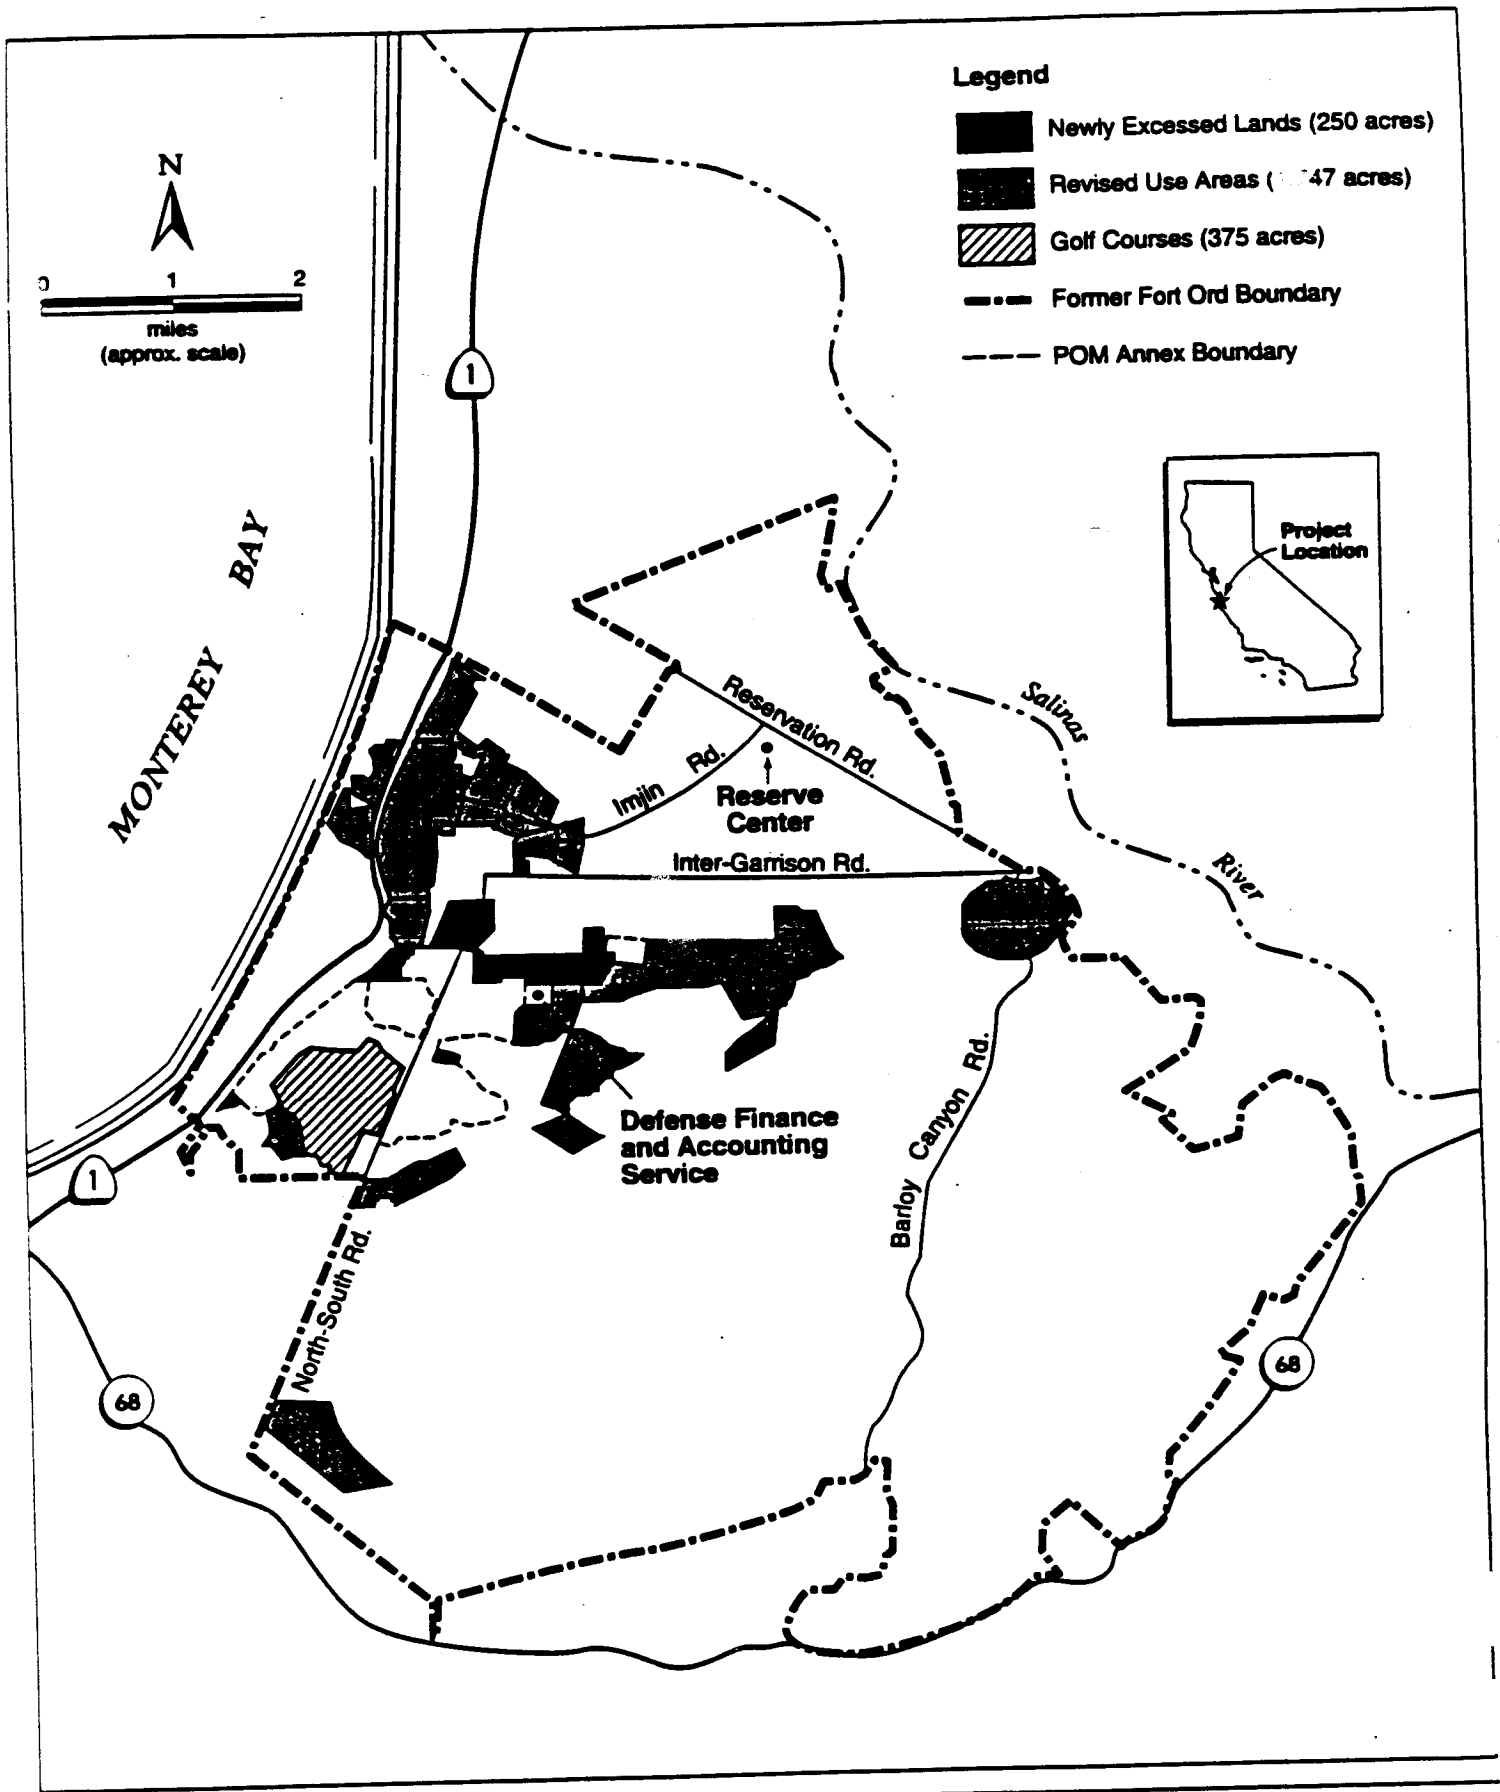 Legend
Newly Excessed Lands (250 acres)
Revised Use Areas ( 47 acres)
Golf Courses (375 acres)
Former Fort Ord Boundary
POM Annex Boundary
N
0 1 2
miles
(approx. scale)
1
MONTEREY BAY
Project
Location
Salinas
River
Reservation Rd.
Imjin Rd.
Reserve
Center
Inter-Garrison Rd.
Defense Finance
and Accounting
Service
Barloy Canyon Rd.
1
North-South Rd.
68
68